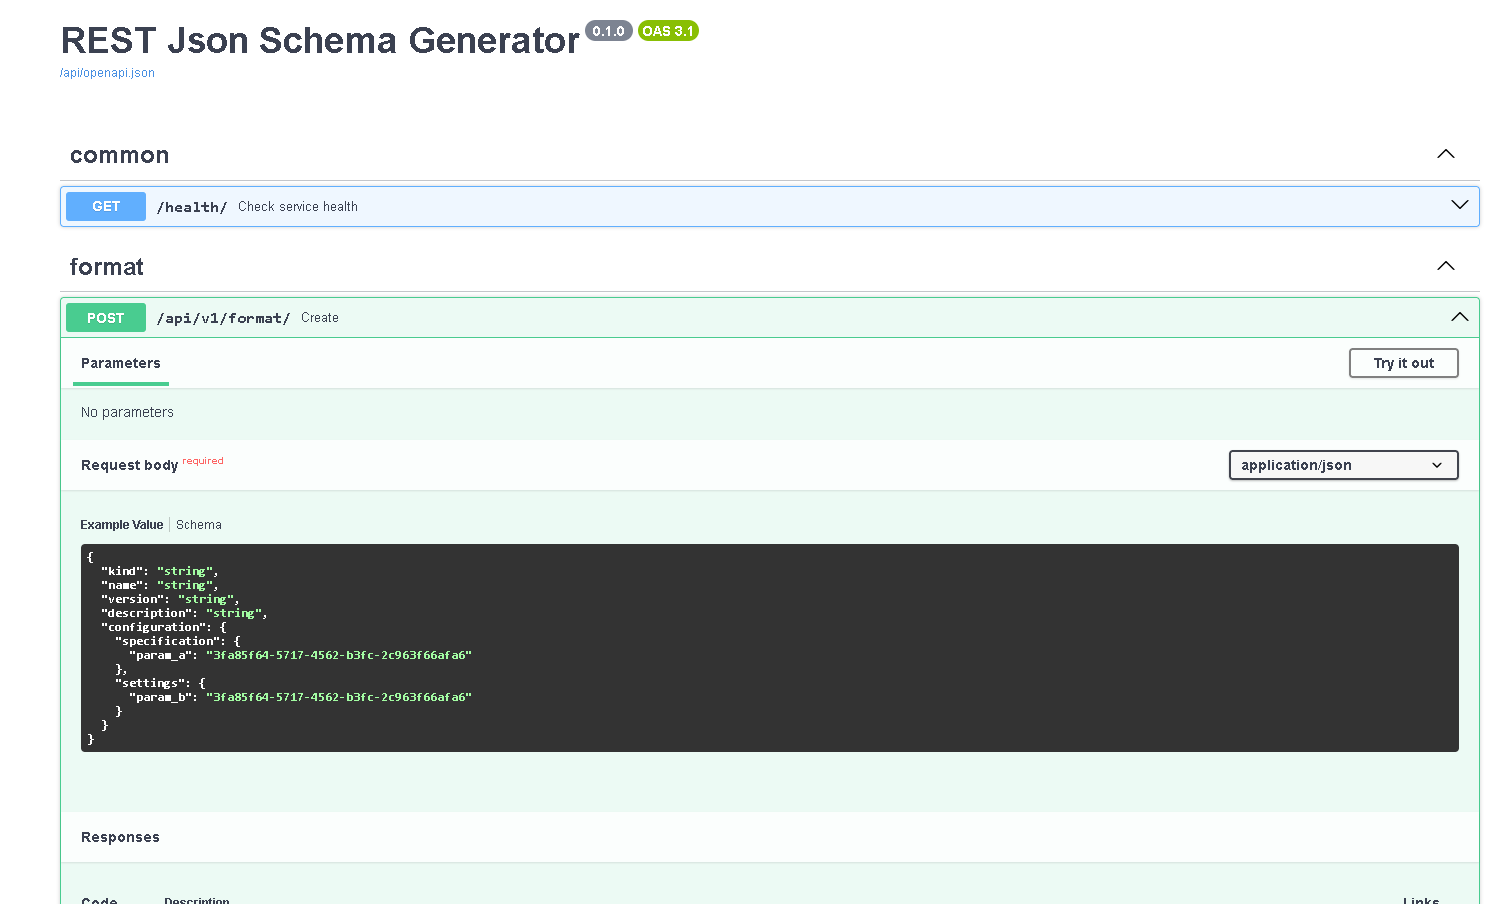 REST Json Schema Generator 0.1.0 OAS 3.1
/api/openapi.json
common
GET /health/ Check service health
format
POST /api/v1/format/ Create
Parameters Try it out
No parameters
Request body required application/json
Example Value Schema
{
  "kind": "string",
  "name": "string",
  "version": "string",
  "description": "string",
  "configuration": {
    "specification": {
      "param_a": "3fa85f64-5717-4562-b3fc-2c963f66afa6"
    },
    "settings": {
      "param_b": "3fa85f64-5717-4562-b3fc-2c963f66afa6"
    }
  }
}
Responses
Code Description Links